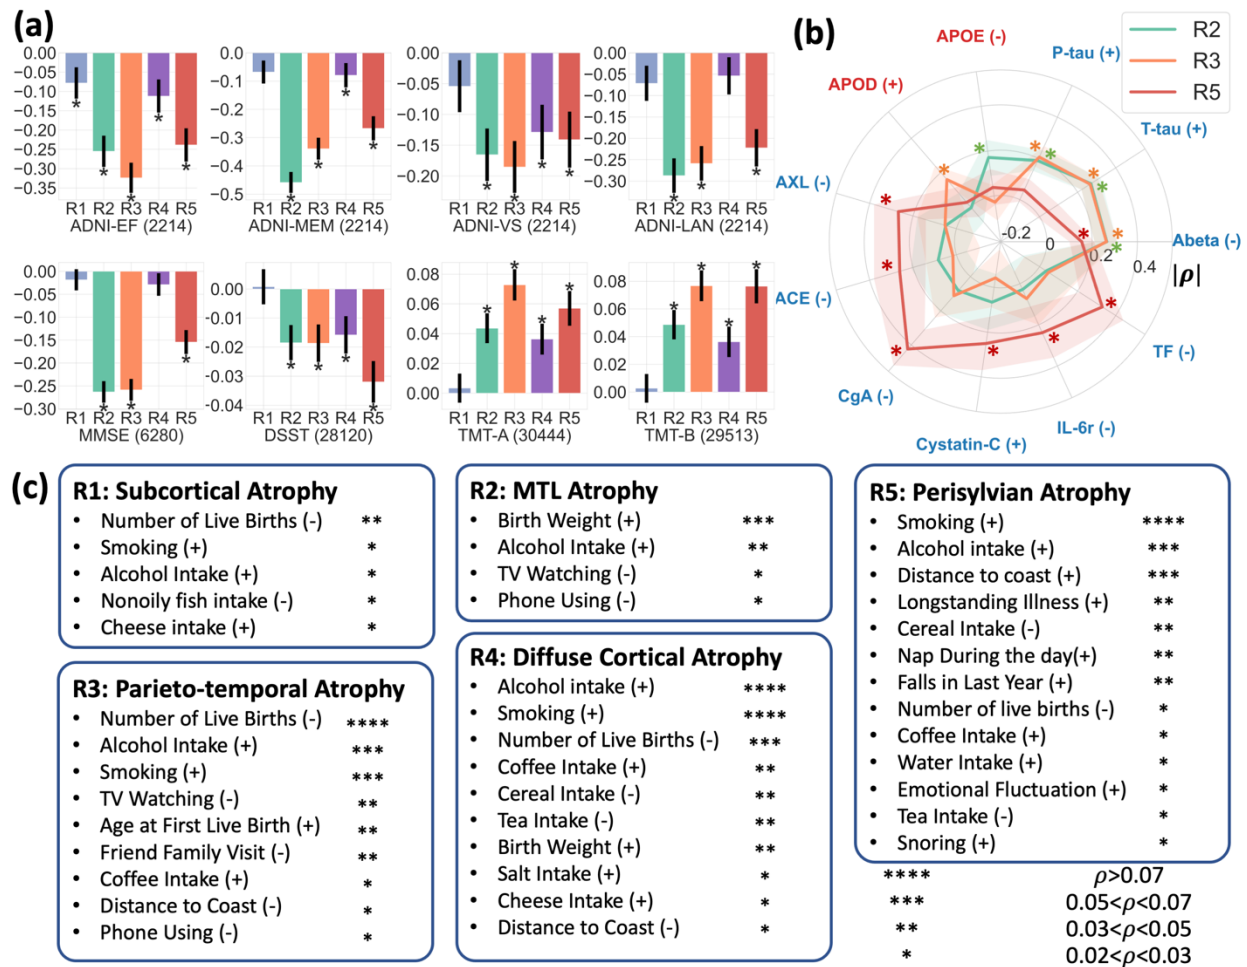 (a)
0.00
−0.05
−0.10
−0.15
−0.20
−0.25
−0.30
−0.35
*
*
*
*
*
R1 R2 R3 R4 R5
ADNI-EF (2214)
0.0
−0.1
−0.2
−0.3
−0.4
−0.5
*
*
*
*
R1 R2 R3 R4 R5
ADNI-MEM (2214)
0.00
−0.05
−0.10
−0.15
−0.20
*
*
*
*
R1 R2 R3 R4 R5
ADNI-VS (2214)
0.00
−0.05
−0.10
−0.15
−0.20
−0.25
−0.30
*
*
*
R1 R2 R3 R4 R5
ADNI-LAN (2214)
0.00
−0.05
−0.10
−0.15
−0.20
−0.25
−0.30
*
*
*
R1 R2 R3 R4 R5
MMSE (6280)
0.00
−0.01
−0.02
−0.03
−0.04
*
*
*
*
R1 R2 R3 R4 R5
DSST (28120)
0.08
0.06
0.04
0.02
0.00
*
*
*
*
R1 R2 R3 R4 R5
TMT-A (30444)
0.08
0.06
0.04
0.02
0.00
*
*
*
*
R1 R2 R3 R4 R5
TMT-B (29513)
(b)
R2
R3
R5
APOE (-)
P-tau (+)
APOD (+)
T-tau (+)
AXL (-)
Abeta (-)
-0.2
0
0.2
0.4
|ρ|
ACE (-)
TF (-)
CgA (-)
IL-6r (-)
Cystatin-C (+)
(c)
R1: Subcortical Atrophy
• Number of Live Births (-) **
• Smoking (+) *
• Alcohol Intake (+) *
• Nonoily fish intake (-) *
• Cheese intake (+) *
R2: MTL Atrophy
• Birth Weight (+) ***
• Alcohol Intake (+) **
• TV Watching (-) *
• Phone Using (-) *
R3: Parieto-temporal Atrophy
• Number of Live Births (-) ****
• Alcohol Intake (+) ***
• Smoking (+) ***
• TV Watching (-) **
• Age at First Live Birth (+) **
• Friend Family Visit (-) **
• Coffee Intake (+) *
• Distance to Coast (-) *
• Phone Using (-) *
R4: Diffuse Cortical Atrophy
• Alcohol intake (+) ****
• Smoking (+) ****
• Number of Live Births (-) ***
• Coffee Intake (+) **
• Cereal Intake (-) **
• Tea Intake (-) **
• Birth Weight (+) **
• Salt Intake (+) *
• Cheese Intake (+) *
• Distance to Coast (-) *
R5: Perisylvian Atrophy
• Smoking (+) ****
• Alcohol intake (+) ***
• Distance to coast (+) ***
• Longstanding Illness (+) **
• Cereal Intake (-) **
• Nap During the day(+) **
• Falls in Last Year (+) **
• Number of live births (-) *
• Coffee Intake (+) *
• Water Intake (+) *
• Emotional Fluctuation (+) *
• Tea Intake (-) *
• Snoring (+) *
**** ρ>0.07
*** 0.05<ρ<0.07
** 0.03<ρ<0.05
* 0.02<ρ<0.03